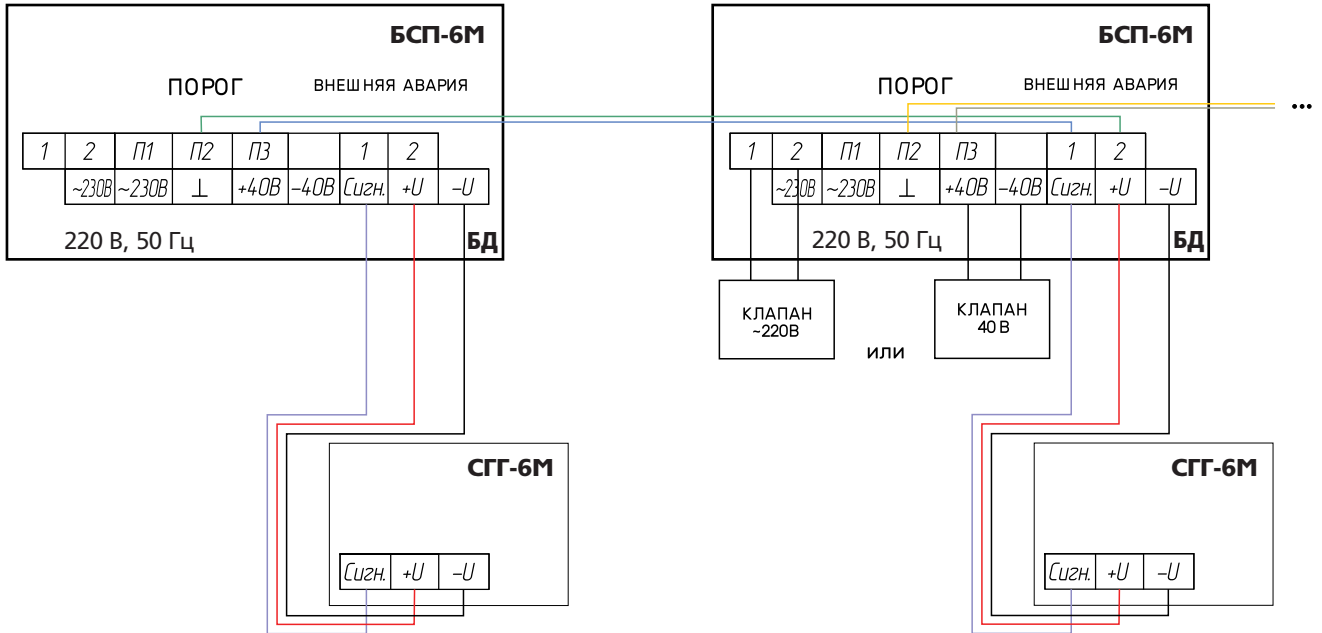 БСП-6М
ПОРОГ ВНЕШНЯЯ АВАРИЯ
1 2 П1 П2 П3 1 2
~230В ~230В ⊥ +40В −40В Сигн. +U −U
220 В, 50 Гц БД
СГГ-6М
Сигн. +U −U
БСП-6М
ПОРОГ ВНЕШНЯЯ АВАРИЯ
...
1 2 П1 П2 П3 1 2
~230В ~230В ⊥ +40В −40В Сигн. +U −U
220 В, 50 Гц БД
КЛАПАН
~220В
или
КЛАПАН
40 В
СГГ-6М
Сигн. +U −U